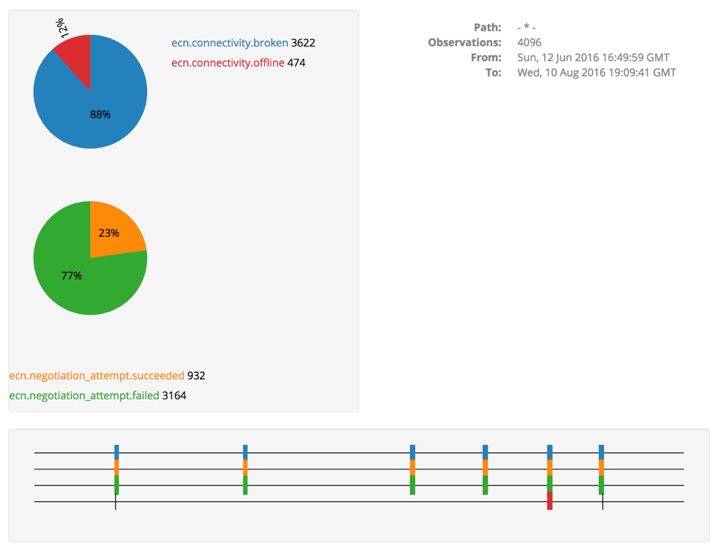 12%
ecn.connectivity.broken 3622
ecn.connectivity.offline 474
88%
Path: - * -
Observations: 4096
From: Sun, 12 Jun 2016 16:49:59 GMT
To: Wed, 10 Aug 2016 19:09:41 GMT
23%
77%
ecn.negotiation_attempt.succeeded 932
ecn.negotiation_attempt.failed 3164